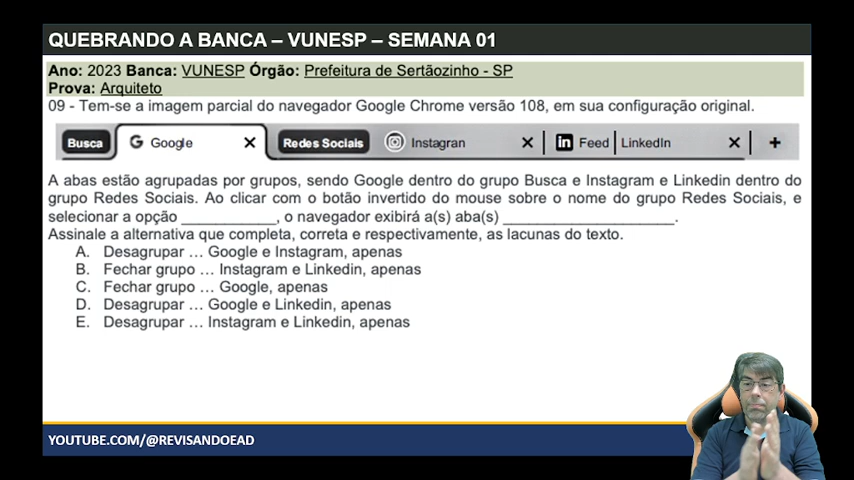 QUEBRANDO A BANCA – VUNESP – SEMANA 01
Ano: 2023 Banca: VUNESP Órgão: Prefeitura de Sertãozinho - SP
Prova: Arquiteto
09 - Tem-se a imagem parcial do navegador Google Chrome versão 108, em sua configuração original.
Busca G Google X Redes Sociais Instagran X in Feed | LinkedIn X +
A abas estão agrupadas por grupos, sendo Google dentro do grupo Busca e Instagram e Linkedin dentro do
grupo Redes Sociais. Ao clicar com o botão invertido do mouse sobre o nome do grupo Redes Sociais, e
selecionar a opção ___________, o navegador exibirá a(s) aba(s) ____________________.
Assinale a alternativa que completa, correta e respectivamente, as lacunas do texto.
A. Desagrupar ... Google e Instagram, apenas
B. Fechar grupo ... Instagram e Linkedin, apenas
C. Fechar grupo ... Google, apenas
D. Desagrupar ... Google e Linkedin, apenas
E. Desagrupar ... Instagram e Linkedin, apenas
YOUTUBE.COM/@REVISANDOEAD